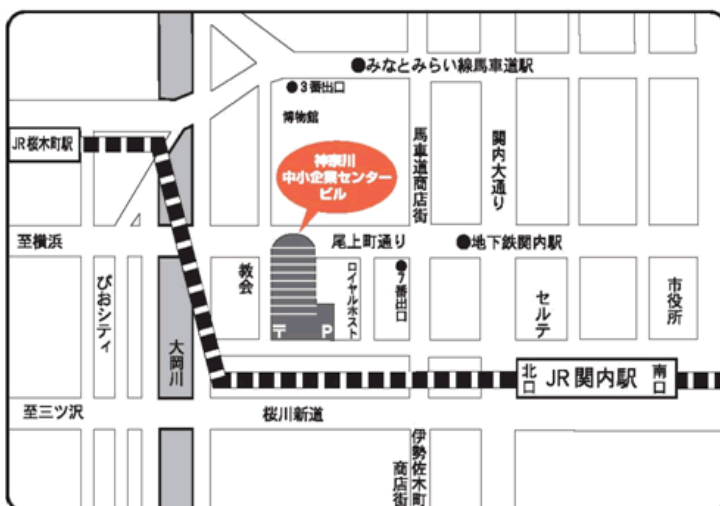 ●みなとみらい線馬車道駅
●3番出口
博物館
JR桜木町駅
神奈川
中小企業センター
ビル
馬車道商店街
関内大通り
至横浜
尾上町通り
●地下鉄関内駅
ぴおシティ
教会
ロイヤルホスト
●7番出口
セルテ
市役所
大岡川
〒
P
北口
JR関内駅
南口
至三ツ沢
桜川新道
伊勢佐木町
商店街